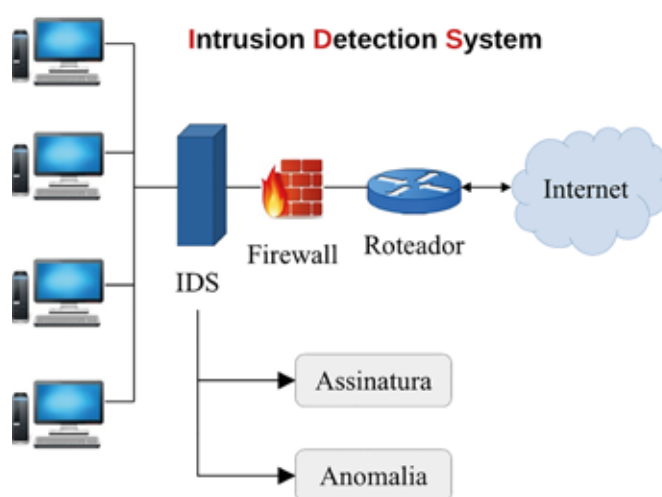 Intrusion Detection System
Internet
Roteador
Firewall
IDS
Assinatura
Anomalia